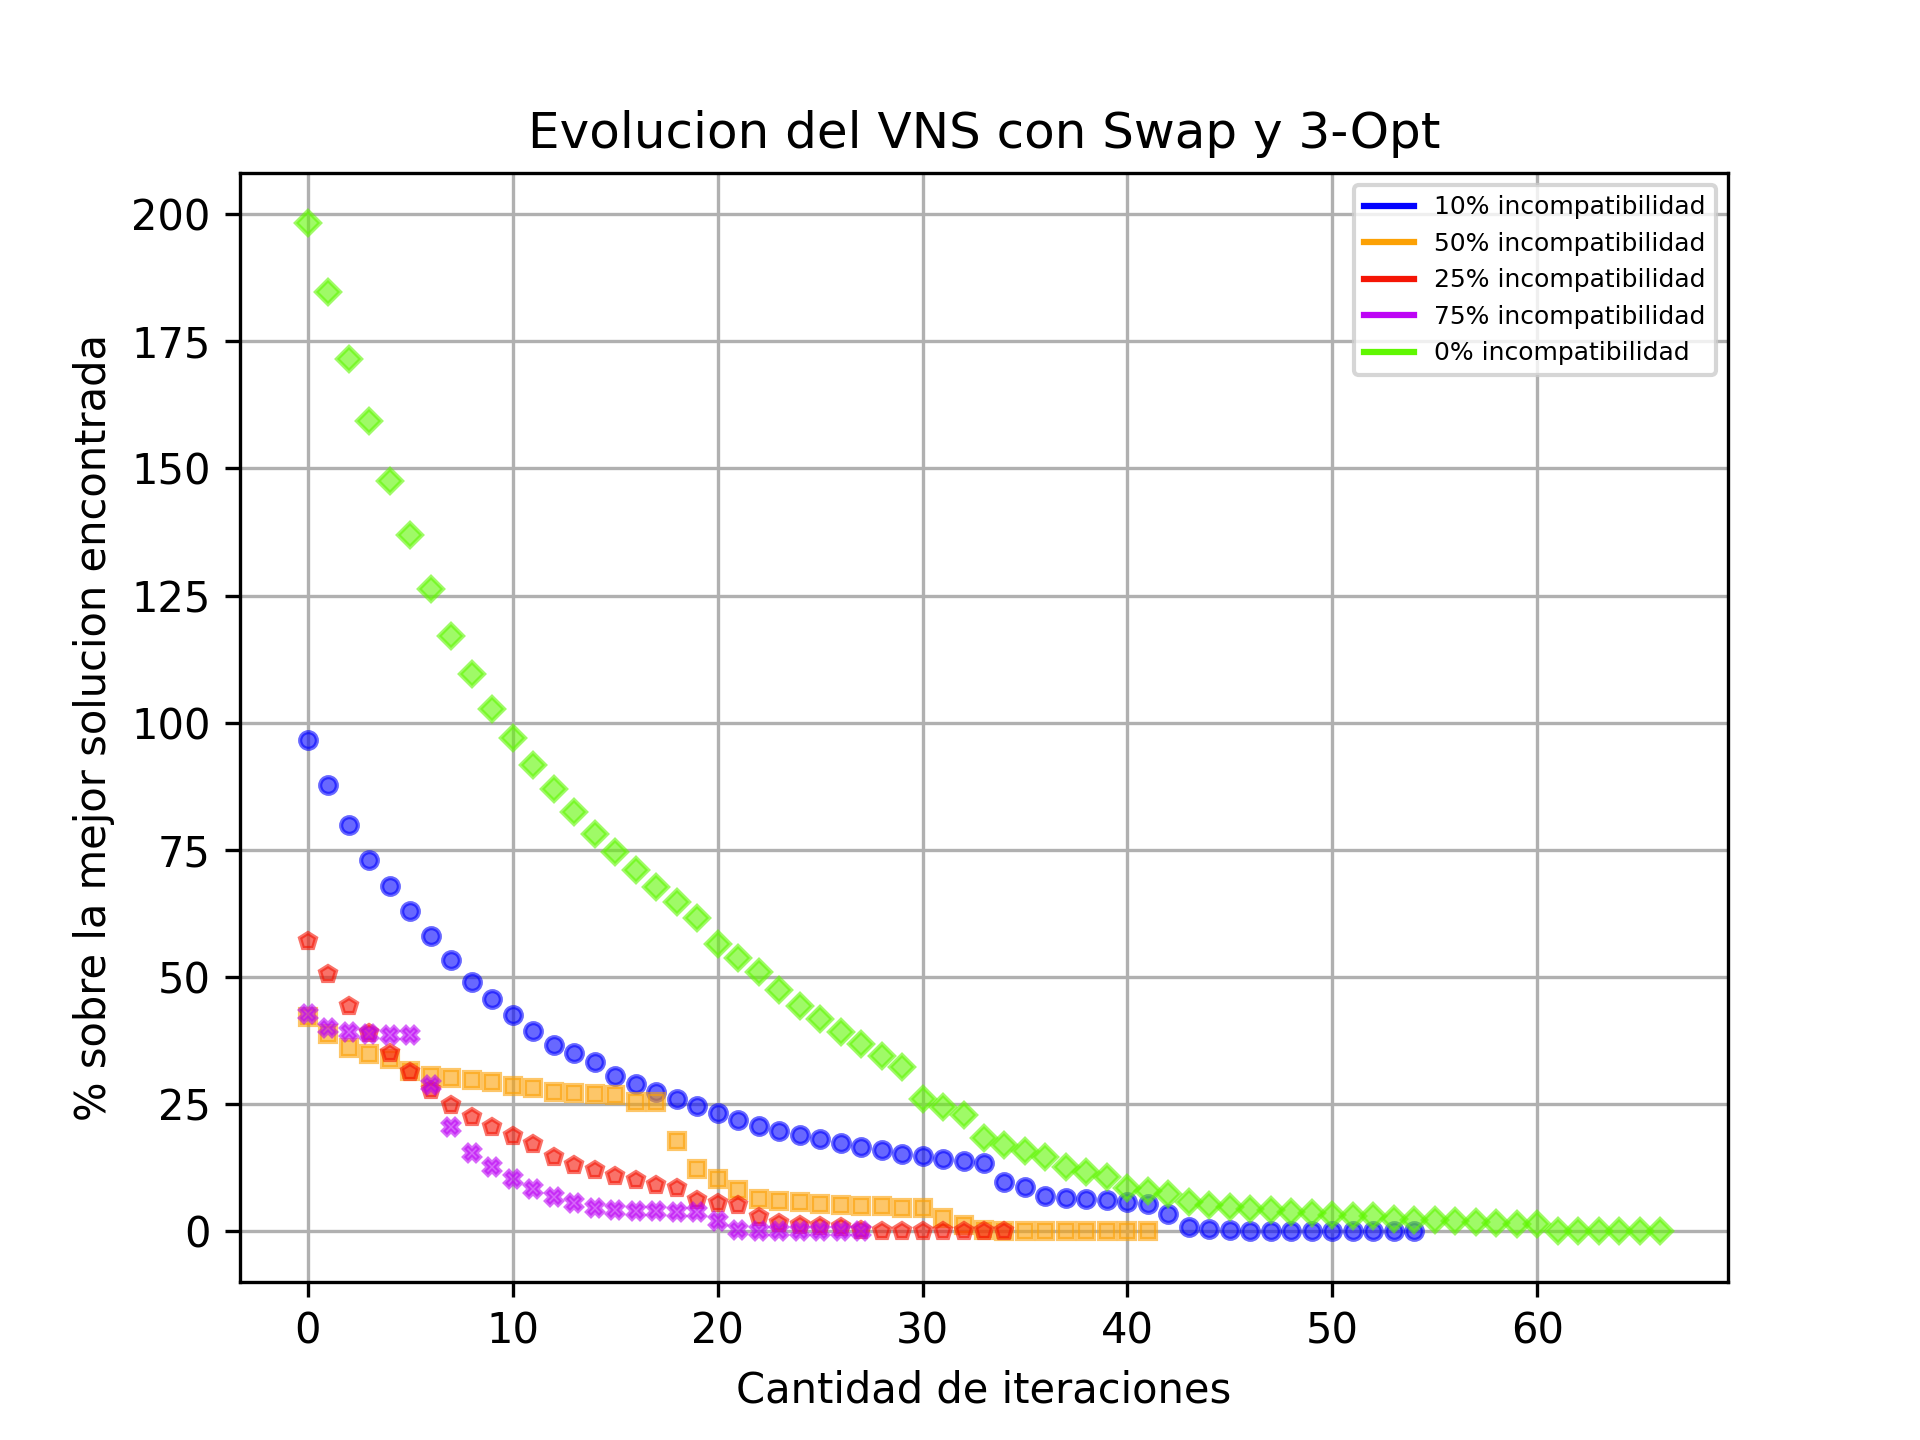 Evolucion del VNS con Swap y 3-Opt
% sobre la mejor solucion encontrada
200
175
150
125
100
75
50
25
0
10% incompatibilidad
50% incompatibilidad
25% incompatibilidad
75% incompatibilidad
0% incompatibilidad
0 10 20 30 40 50 60
Cantidad de iteraciones